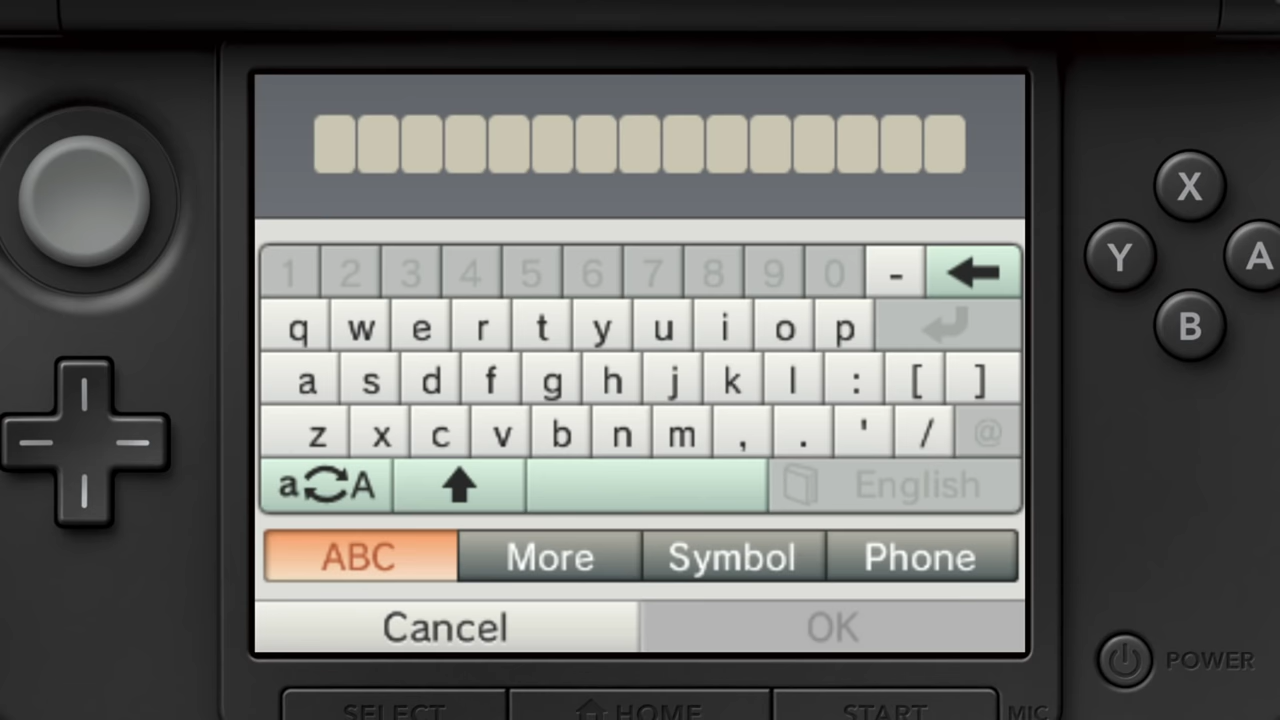 1 2 3 4 5 6 7 8 9 0 -
q w e r t y u i o p
a s d f g h j k l : [ ]
z x c v b n m , . ' / @
a A English
ABC More Symbol Phone
Cancel OK
X
Y A
B
POWER
SELECT HOME START MIC